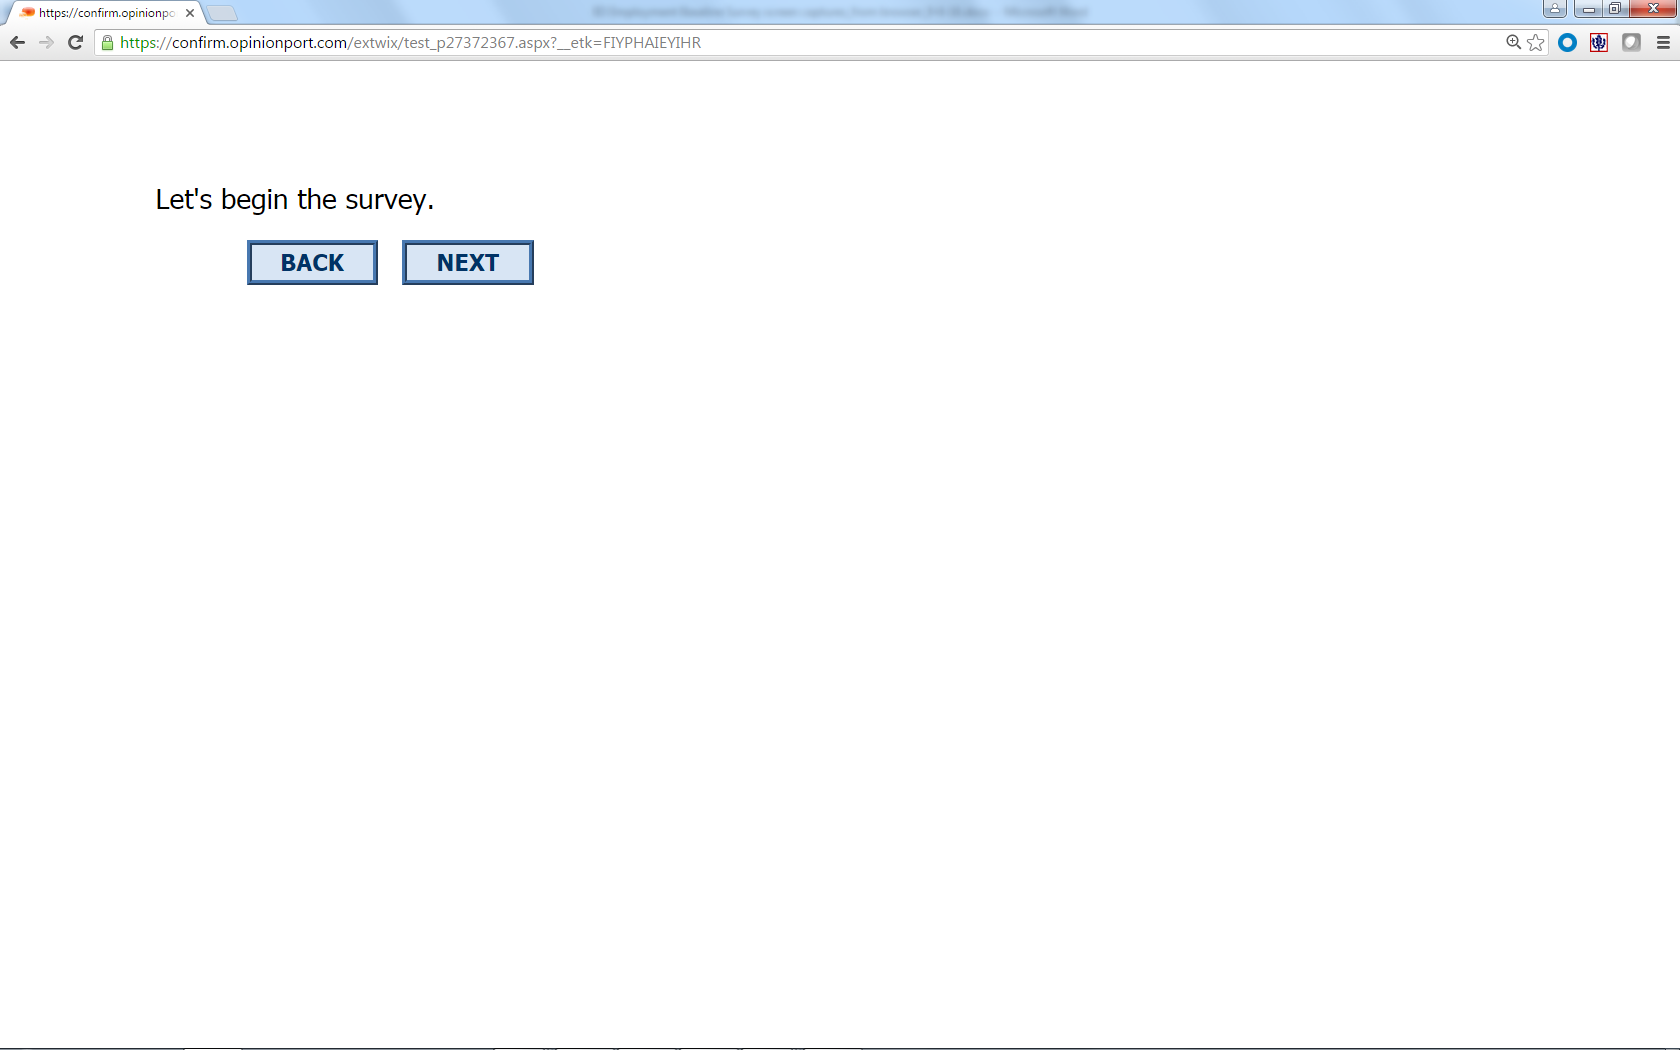 https://confirm.opinionpo
https://confirm.opinionport.com/extwix/test_p27372367.aspx?__etk=FIYPHAIEYIHR
Let's begin the survey.
BACK NEXT